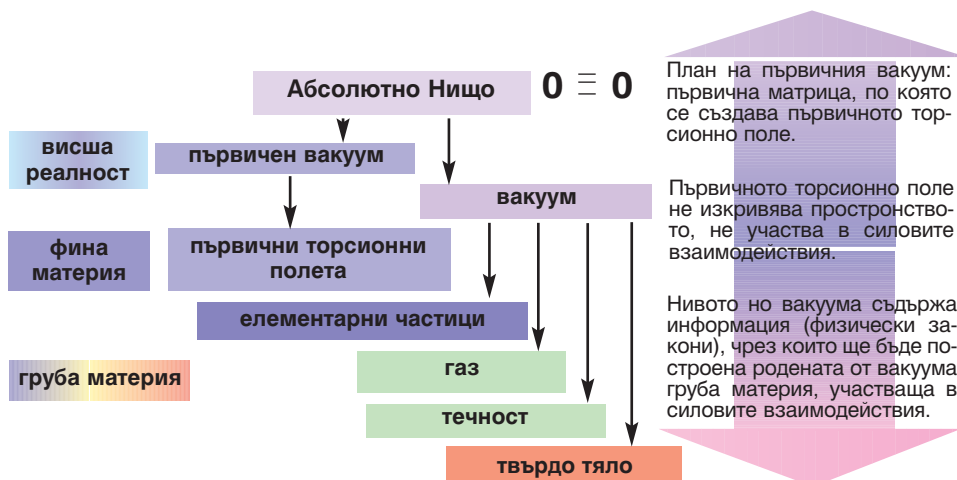 Абсолютно Нищо
0 ≡ 0
висша
реалност
първичен вакуум
вакуум
фина
материя
първични торсионни
полета
елементарни частици
груба материя
газ
течност
твърдо тяло
План на първичния вакуум:
първична матрица, по която
се създава първичното тор-
сионно поле.
Първичното торсионно поле
не изкривява простронство-
то, не участва в силовите
взаимодействия.
Нивото но вакуума съдържа
информация (физически за-
кони), чрез които ще бъде по-
строена родената от вакуума
груба материя, участваща в
силовите взаимодействия.